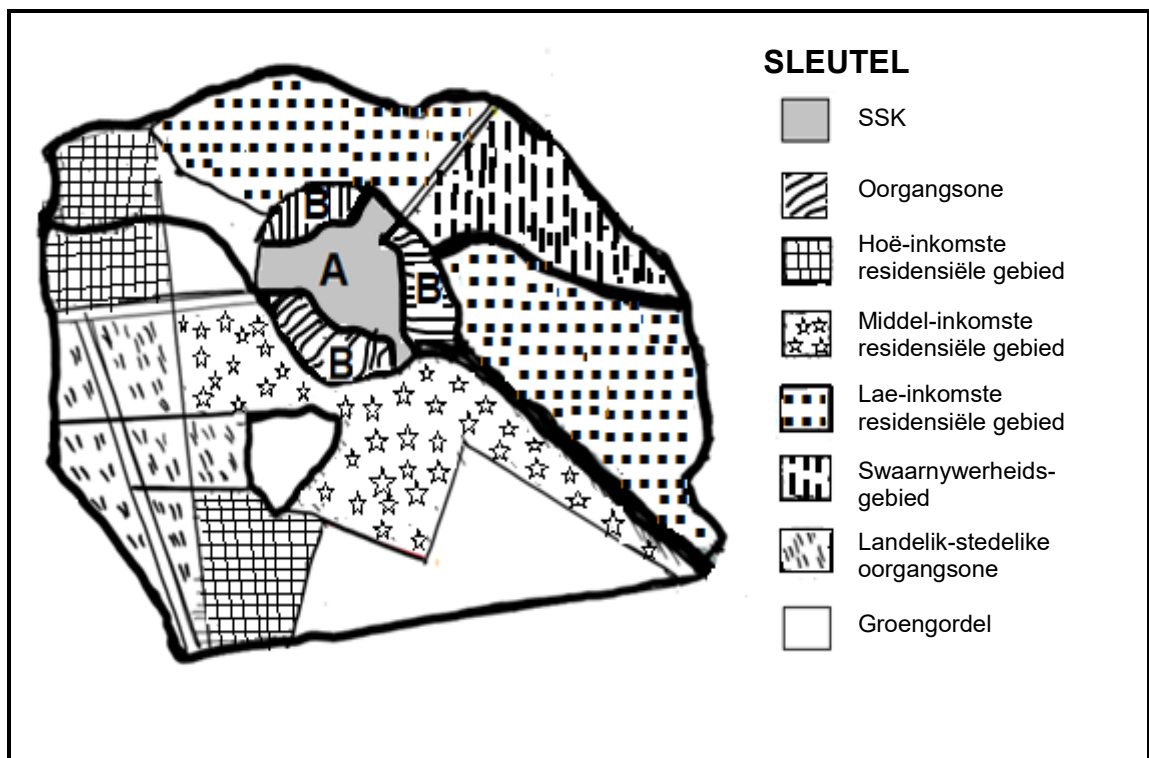 SLEUTEL
SSK
Oorgangsone
Hoë-inkomste
residensiële gebied
Middel-inkomste
residensiële gebied
Lae-inkomste
residensiële gebied
Swaarnywerheids-
gebied
Landelik-stedelike
oorgangsone
Groengordel
B
A
B
B